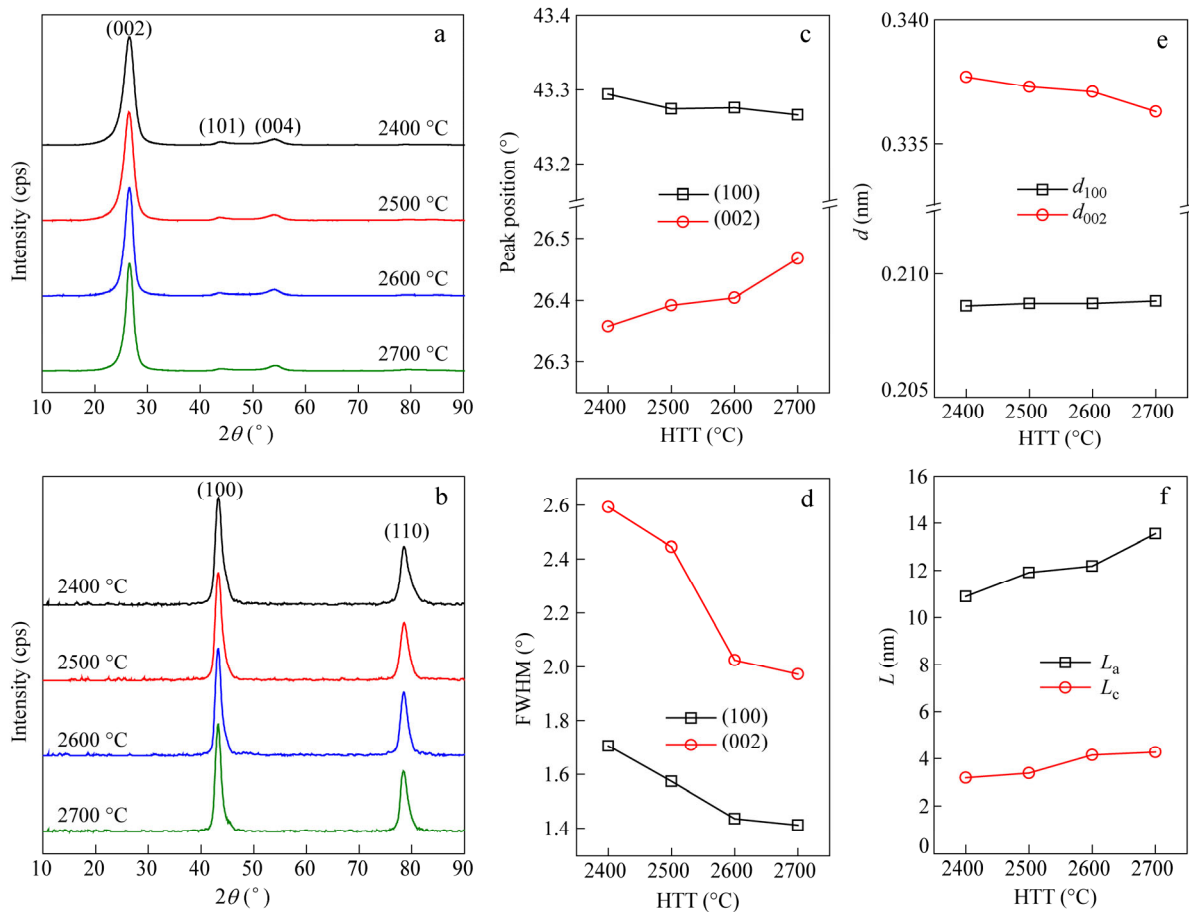 a
(002)
(101)
(004)
2400 °C
2500 °C
2600 °C
2700 °C
Intensity (cps)
10 20 30 40 50 60 70 80 90
2θ (°)
c
43.4
43.3
43.2
26.5
26.4
26.3
Peak position (°)
(100)
(002)
2400 2500 2600 2700
HTT (°C)
e
0.340
0.335
0.210
0.205
d (nm)
d100
d002
2400 2500 2600 2700
HTT (°C)
b
(100)
(110)
2400 °C
2500 °C
2600 °C
2700 °C
Intensity (cps)
10 20 30 40 50 60 70 80 90
2θ (°)
d
2.6
2.4
2.2
2.0
1.8
1.6
1.4
FWHM (°)
(100)
(002)
2400 2500 2600 2700
HTT (°C)
f
16
14
12
10
8
6
4
2
0
L (nm)
La
Lc
2400 2500 2600 2700
HTT (°C)